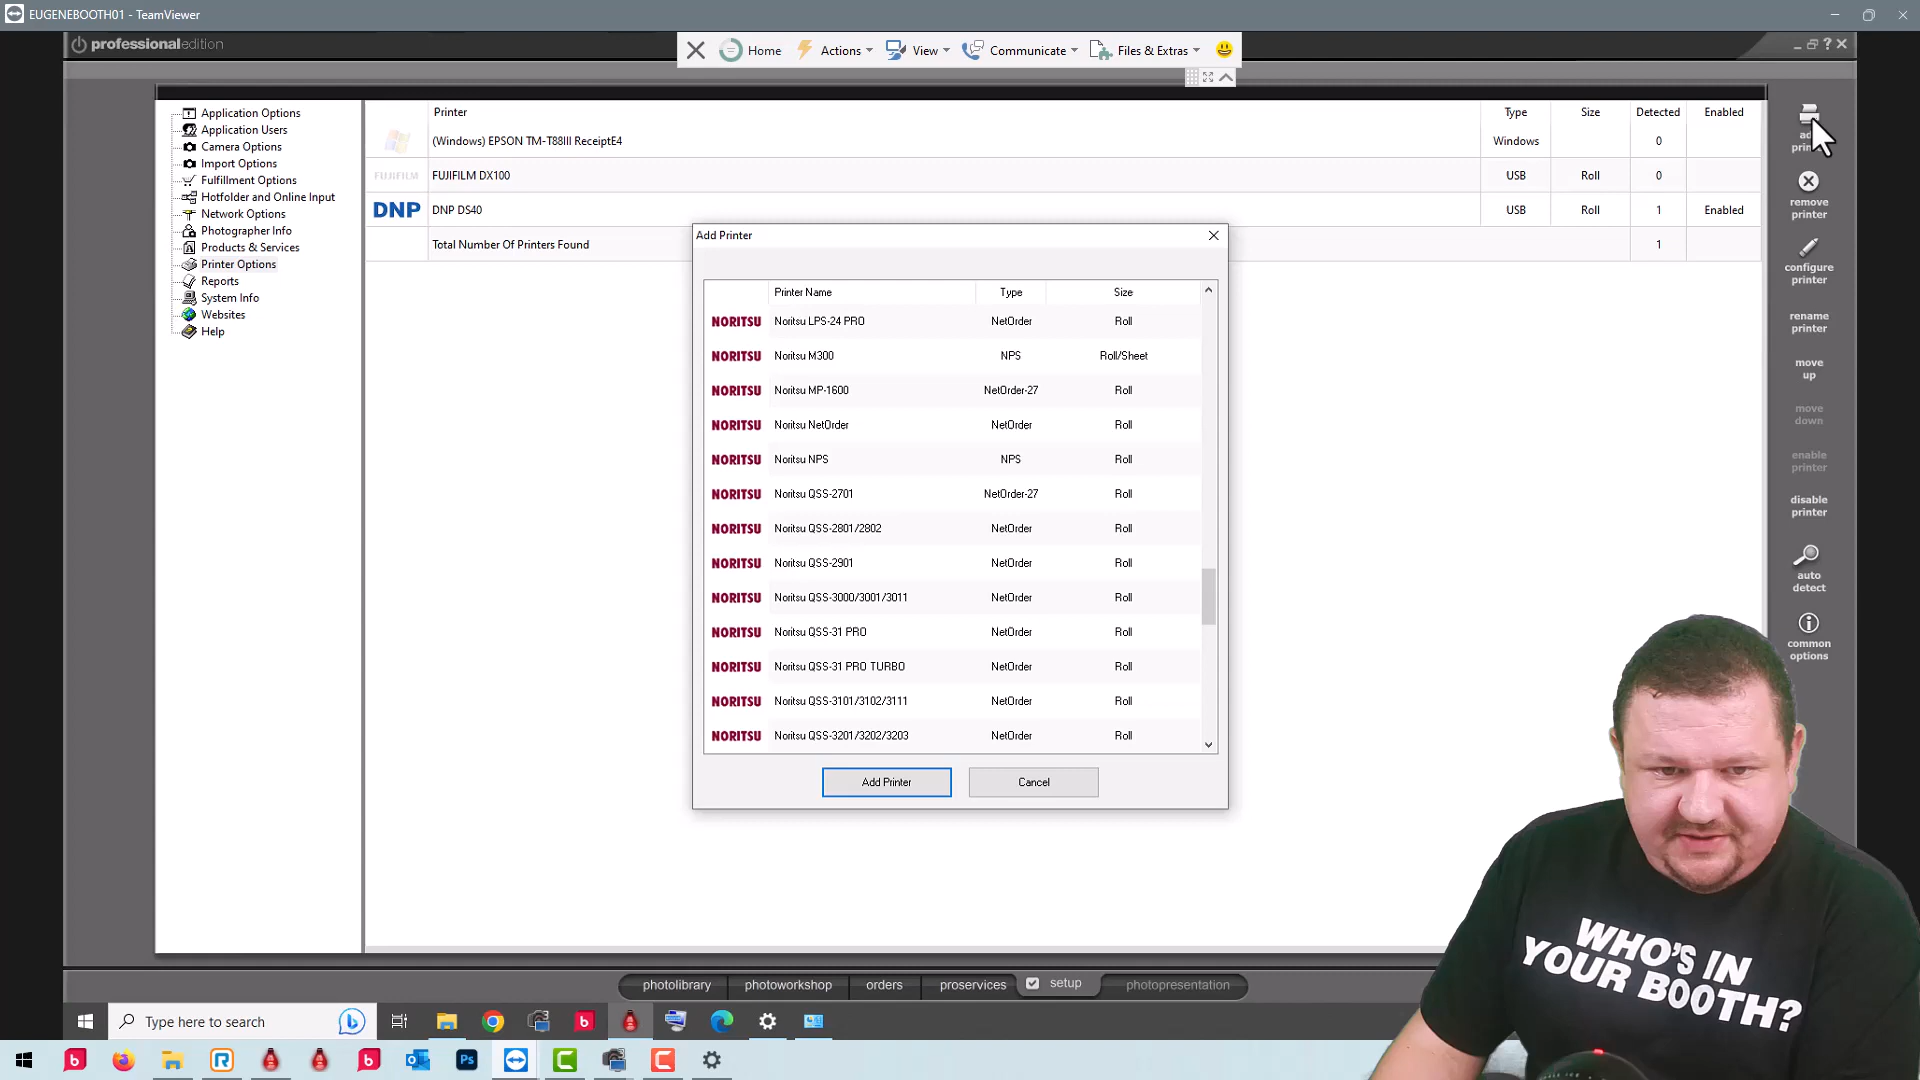 EUGENEBOOTH01 - TeamViewer
professionaledition
Home Actions View Communicate Files & Extras
Application Options
Application Users
Camera Options
Import Options
Fulfillment Options
Hotfolder and Online Input
Network Options
Photographer Info
Products & Services
Printer Options
Reports
System Info
Websites
Help
Printer Type Size Detected Enabled
(Windows) EPSON TM-T88III ReceiptE4 Windows 0
FUJIFILM FUJIFILM DX100 USB Roll 0
DNP DNP DS40 USB Roll 1 Enabled
Total Number Of Printers Found 1
Add Printer
Printer Name Type Size
NORITSU Noritsu LPS-24 PRO NetOrder Roll
NORITSU Noritsu M300 NPS Roll/Sheet
NORITSU Noritsu MP-1600 NetOrder-27 Roll
NORITSU Noritsu NetOrder NetOrder Roll
NORITSU Noritsu NPS NPS Roll
NORITSU Noritsu QSS-2701 NetOrder-27 Roll
NORITSU Noritsu QSS-2801/2802 NetOrder Roll
NORITSU Noritsu QSS-2901 NetOrder Roll
NORITSU Noritsu QSS-3000/3001/3011 NetOrder Roll
NORITSU Noritsu QSS-31 PRO NetOrder Roll
NORITSU Noritsu QSS-31 PRO TURBO NetOrder Roll
NORITSU Noritsu QSS-3101/3102/3111 NetOrder Roll
NORITSU Noritsu QSS-3201/3202/3203 NetOrder Roll
Add Printer Cancel
remove
printer
configure
printer
rename
printer
move
up
move
down
enable
printer
disable
printer
auto
detect
common
options
WHO'S IN
YOUR BOOTH?
photolibrary photoworkshop orders proservices setup photopresentation
Type here to search
Ps